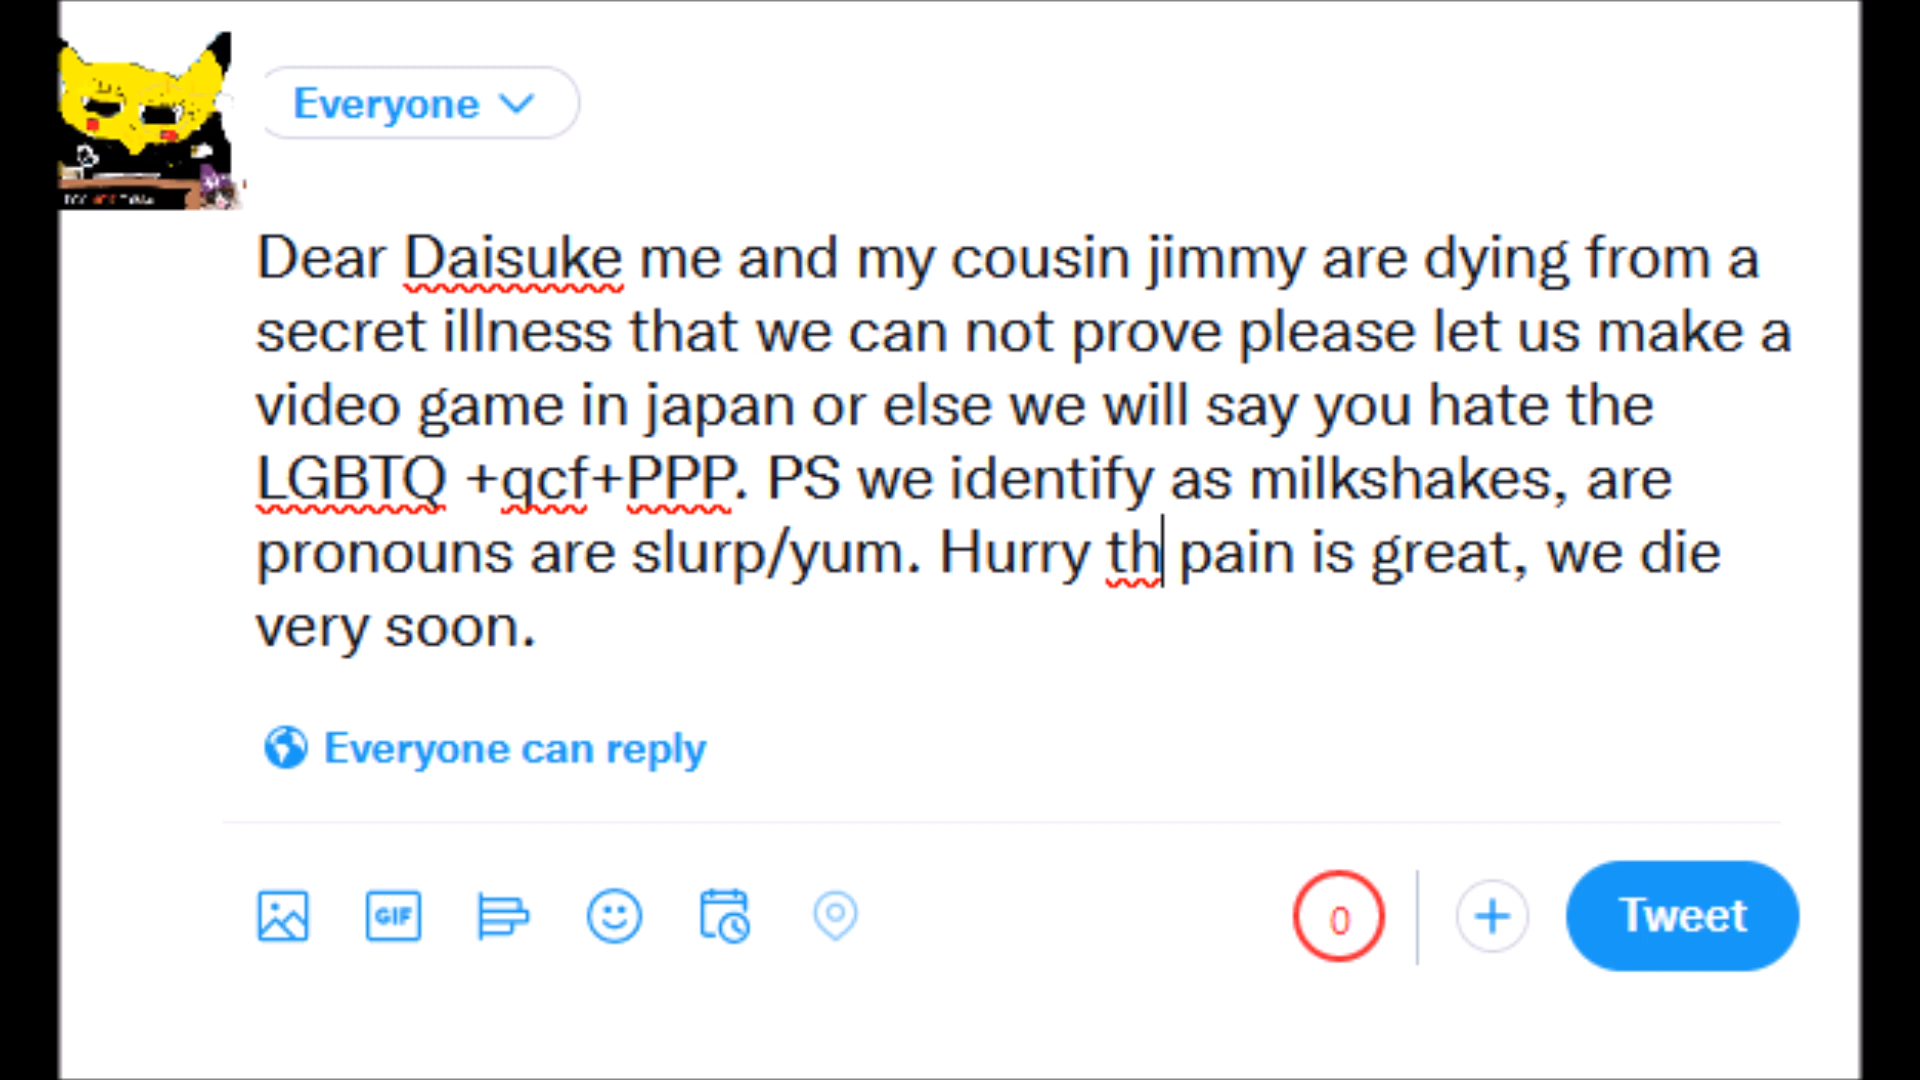 Everyone
Dear Daisuke me and my cousin jimmy are dying from a
secret illness that we can not prove please let us make a
video game in japan or else we will say you hate the
LGBTQ +qcf+PPP. PS we identify as milkshakes, are
pronouns are slurp/yum. Hurry th pain is great, we die
very soon.
Everyone can reply
GIF
0
Tweet